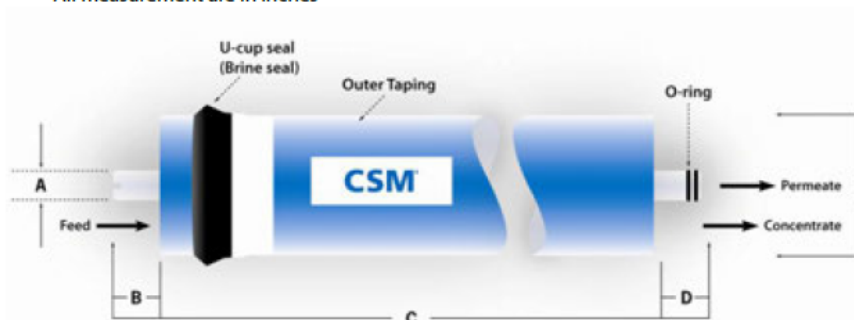 All measurement are in inches
U-cup seal
(Brine seal)
Outer Taping
O-ring
CSM
A
Permeate
Feed
Concentrate
B
D
C